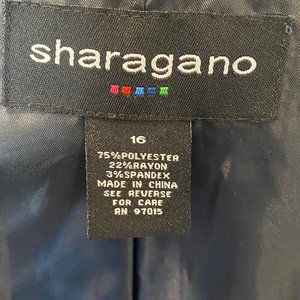 sharagano
16
75%POLYESTER
22%RAYON
3%SPANDEX
MADE IN CHINA
SEE REVERSE
FOR CARE
RN 97015